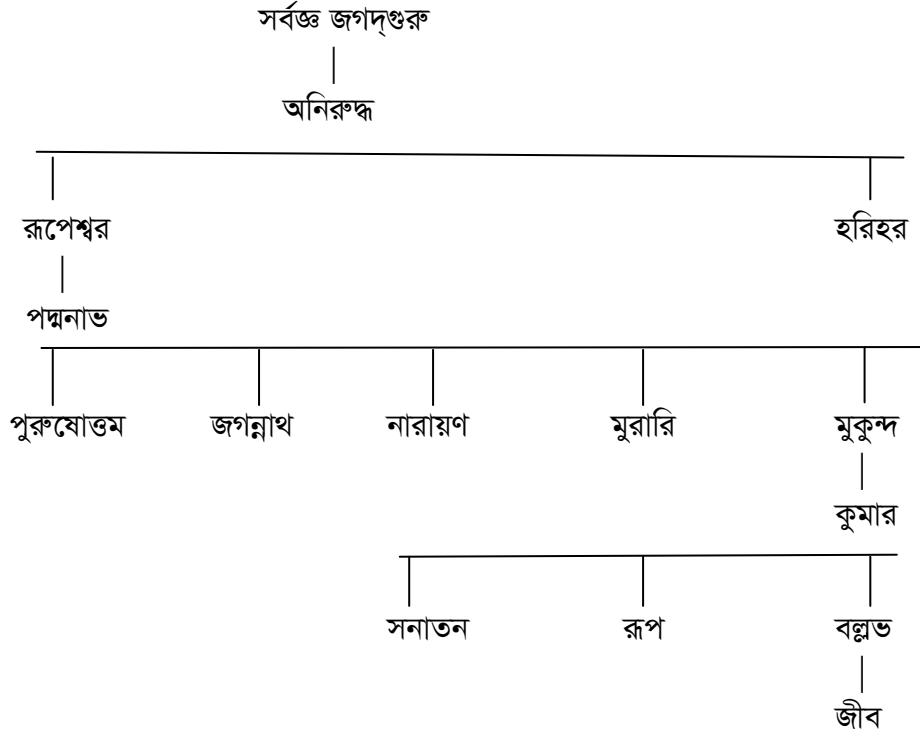 সর্বজ্ঞ জগদ্‌গুরু
অনিরুদ্ধ
রূপেশ্বর হরিহর
পদ্মনাভ
পুরুষোত্তম জগন্নাথ নারায়ণ মুরারি মুকুন্দ
কুমার
সনাতন রূপ বল্লভ
জীব